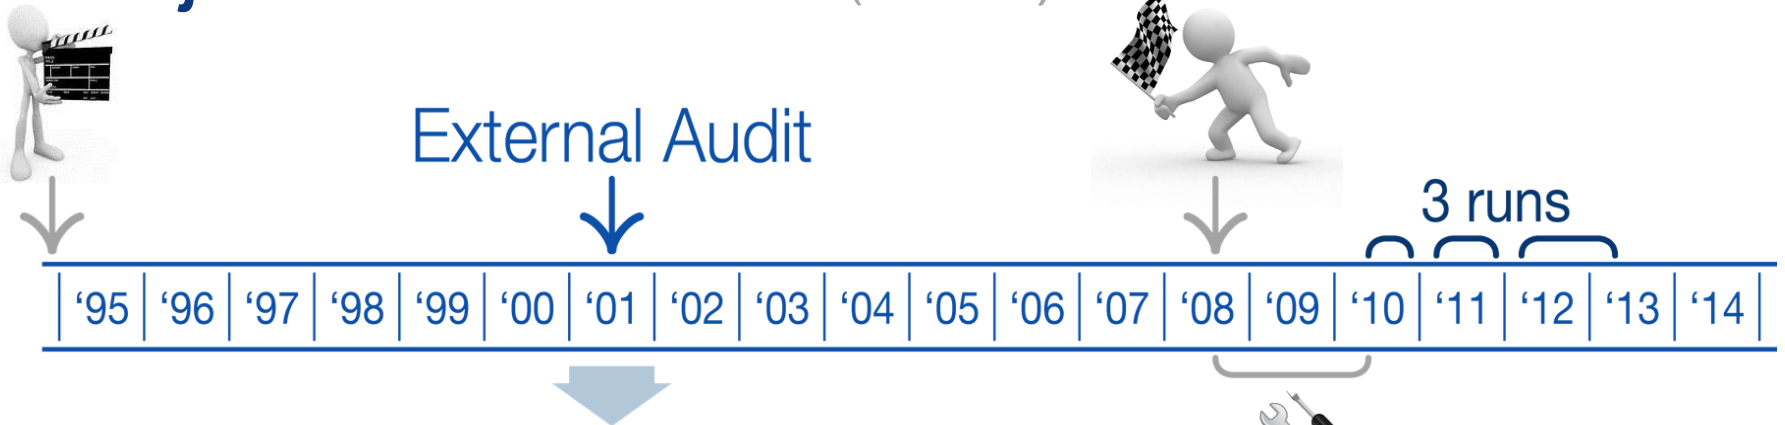 External Audit
3 runs
‘95 ‘96 ‘97 ‘98 ‘99 ‘00 ‘01 ‘02 ‘03 ‘04 ‘05 ‘06 ‘07 ‘08 ‘09 ‘10 ‘11 ‘12 ‘13 ‘14